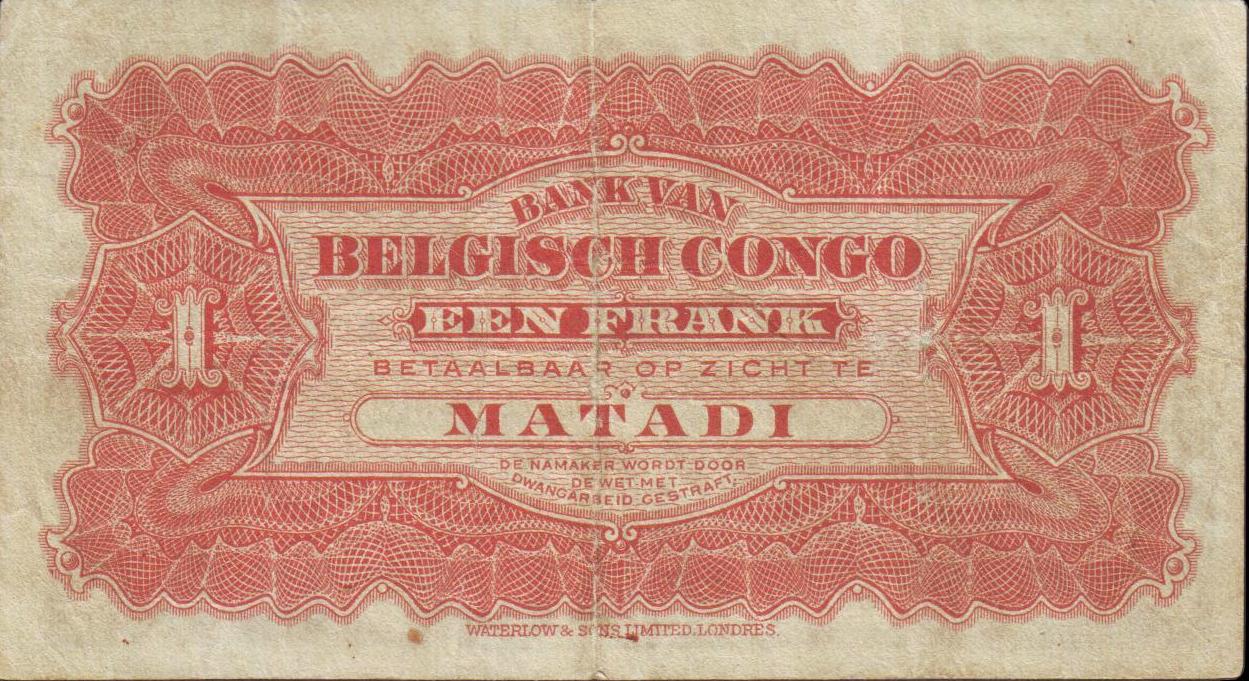 BANK VAN
BELGISCH CONGO
EEN FRANK
1 1
BETAALBAAR OP ZICHT TE
MATADI
DE NAMAKER WORDT DOOR
DE WET MET
DWANGARBEID GESTRAFT.
WATERLOW & SONS LIMITED. LONDRES.